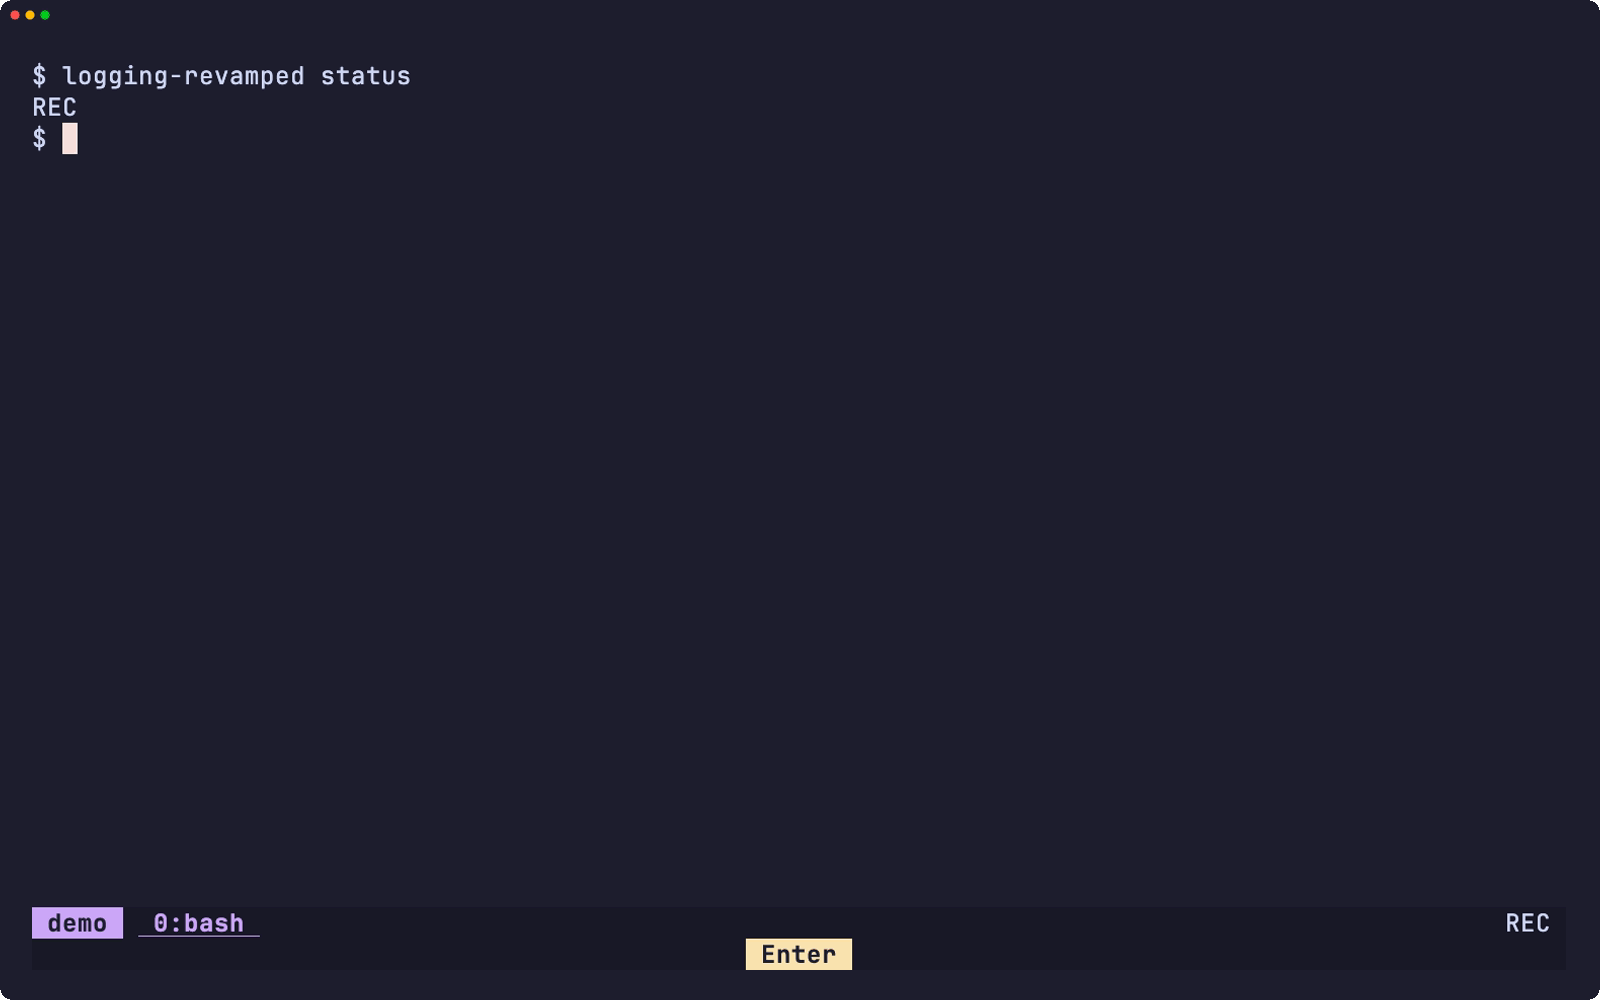 $ logging-revamped status
REC
$
demo 0:bash REC
Enter